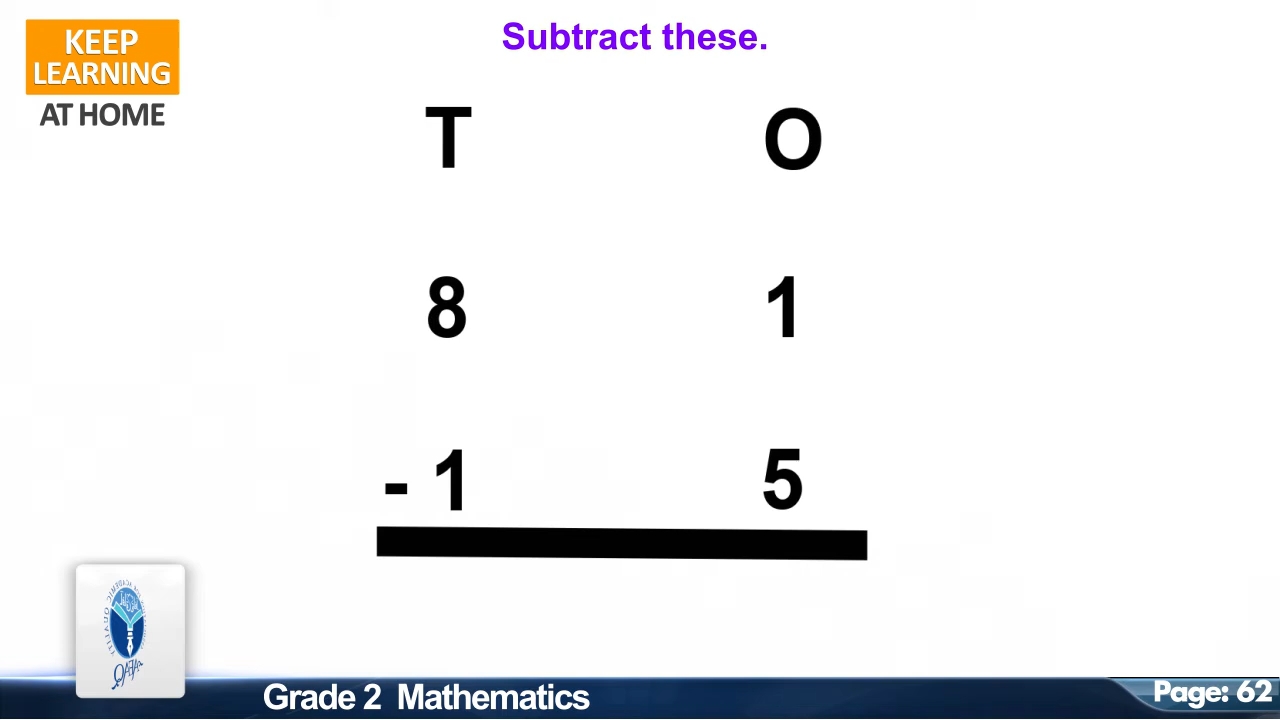 KEEP
LEARNING
AT HOME
Subtract these.
T O
8 1
- 1 5
Grade 2 Mathematics
Page: 62